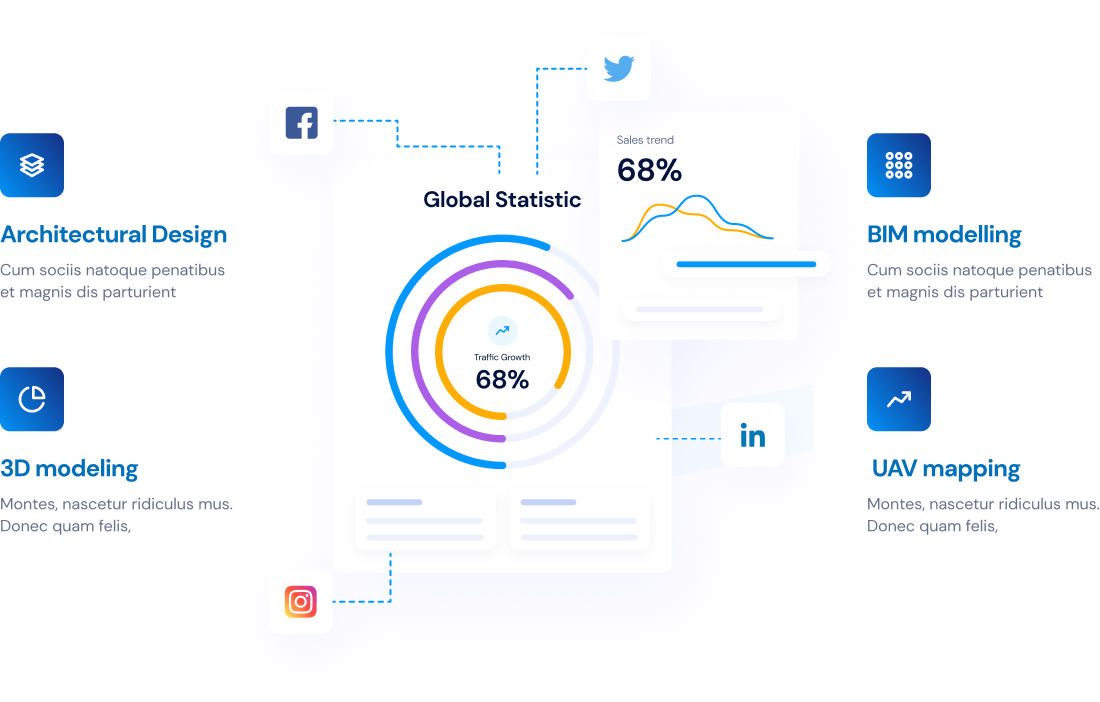 Architectural Design
Cum sociis natoque penatibus
et magnis dis parturient
3D modeling
Montes, nascetur ridiculus mus.
Donec quam felis,
Global Statistic
Traffic Growth
68%
Sales trend
68%
in
BIM modelling
Cum sociis natoque penatibus
et magnis dis parturient
UAV mapping
Montes, nascetur ridiculus mus.
Donec quam felis,